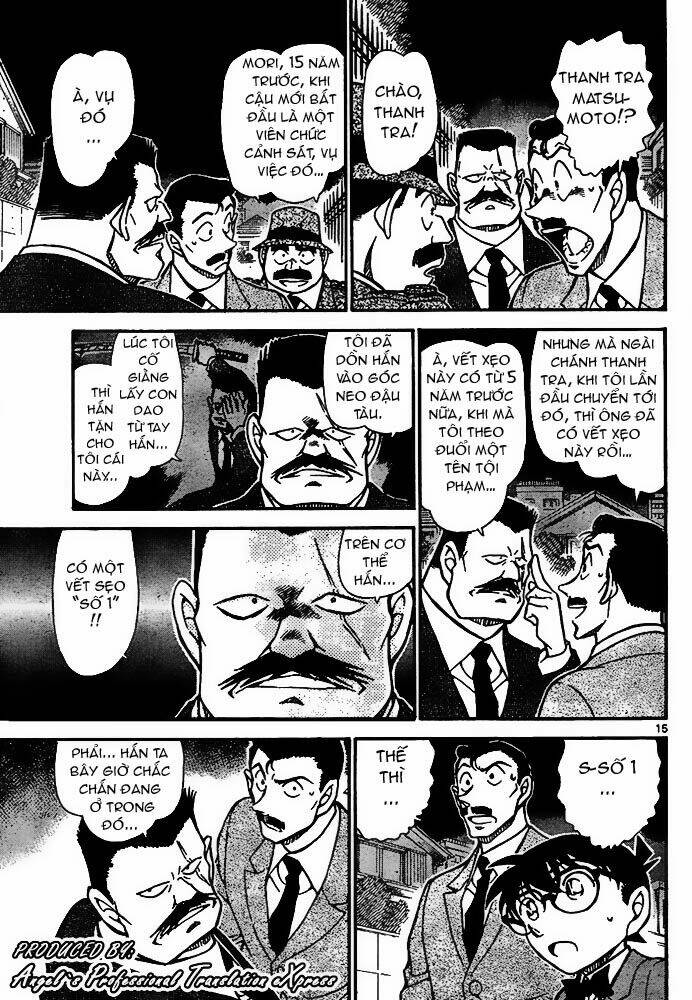 THANH TRA
MATSU-
MOTO!?
CHÀO,
THANH
TRA!
MORI, 15 NĂM
TRƯỚC, KHI
CẬU MỚI BẮT
ĐẦU LÀ MỘT
VIÊN CHỨC
CẢNH SÁT, VỤ
VIỆC ĐÓ...
À, VỤ
ĐÓ
...
NHƯNG MÀ NGÀI
CHÁNH THANH
TRA, KHI TÔI LẦN
ĐẦU CHUYỂN TỚI
ĐÓ, THÌ ÔNG ĐÃ
CÓ VẾT XẸO
NÀY RỒI...
À, VẾT XẸO
NÀY CÓ TỪ 5
NĂM TRƯỚC
NỮA, KHI MÀ
TÔI THEO
ĐUỔI MỘT
TÊN TỘI
PHẠM...
TÔI ĐÃ
DỒN HẮN
VÀO GÓC
NEO ĐẬU
TÀU.
LÚC TÔI
CỐ
GIẰNG
LẤY CON
DAO
TỪ TAY
HẮN...
THÌ
HẮN
TẶN
CHO
TÔI CÁI
NÀY..
TRÊN CƠ
THỂ
HẮN...
CÓ MỘT
VẾT SẸO
"SỐ 1"
!!
15
S-SỐ 1
...
THẾ
THÌ
...
PHẢI... HẮN TA
BÂY GIỜ CHẮC
CHẮN ĐANG
Ở TRONG
ĐÓ...
PRODUCED BY:
Angel's Professional Translation eXpress